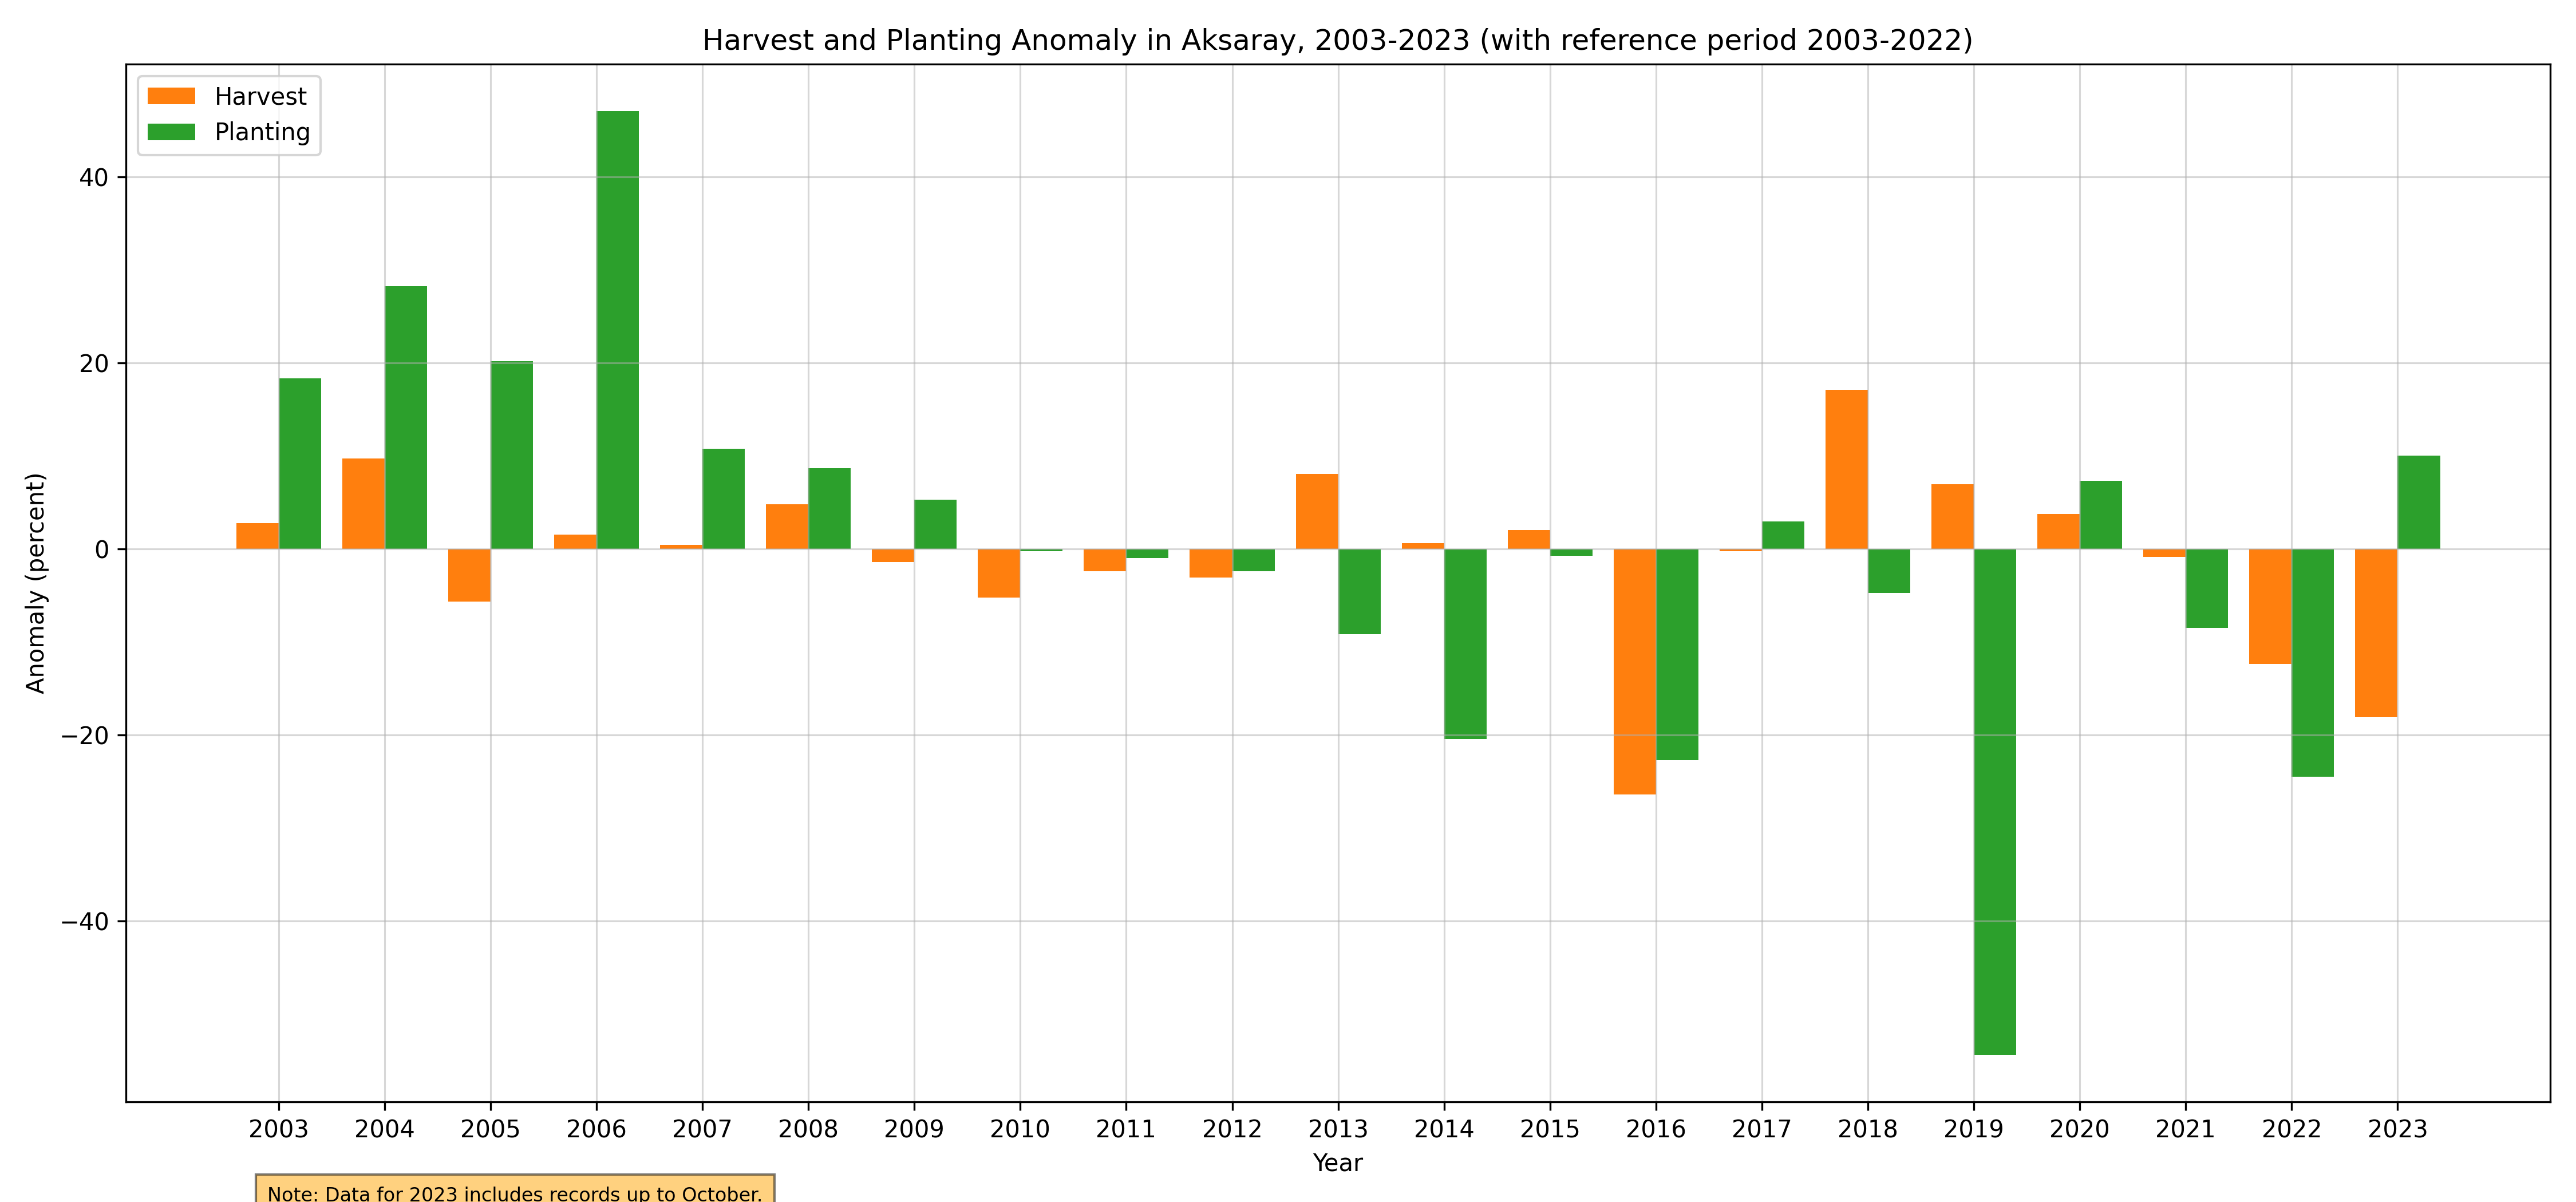 Harvest and Planting Anomaly in Aksaray, 2003-2023 (with reference period 2003-2022)
Harvest
Planting
40
20
0
−20
−40
Anomaly (percent)
2003 2004 2005 2006 2007 2008 2009 2010 2011 2012 2013 2014 2015 2016 2017 2018 2019 2020 2021 2022 2023
Year
Note: Data for 2023 includes records up to October.